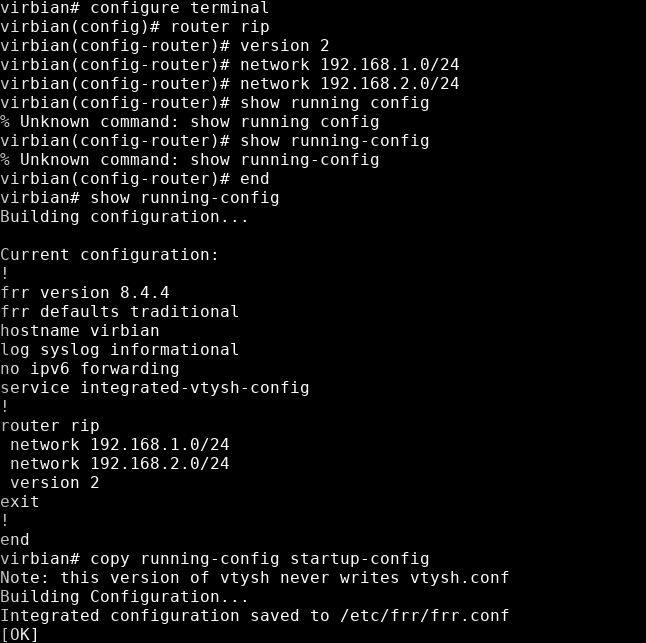 virbian# configure terminal
virbian(config)# router rip
virbian(config-router)# version 2
virbian(config-router)# network 192.168.1.0/24
virbian(config-router)# network 192.168.2.0/24
virbian(config-router)# show running config
% Unknown command: show running config
virbian(config-router)# show running-config
% Unknown command: show running-config
virbian(config-router)# end
virbian# show running-config
Building configuration...

Current configuration:
!
frr version 8.4.4
frr defaults traditional
hostname virbian
log syslog informational
no ipv6 forwarding
service integrated-vtysh-config
!
router rip
 network 192.168.1.0/24
 network 192.168.2.0/24
 version 2
exit
!
end
virbian# copy running-config startup-config
Note: this version of vtysh never writes vtysh.conf
Building Configuration...
Integrated configuration saved to /etc/frr/frr.conf
[OK]